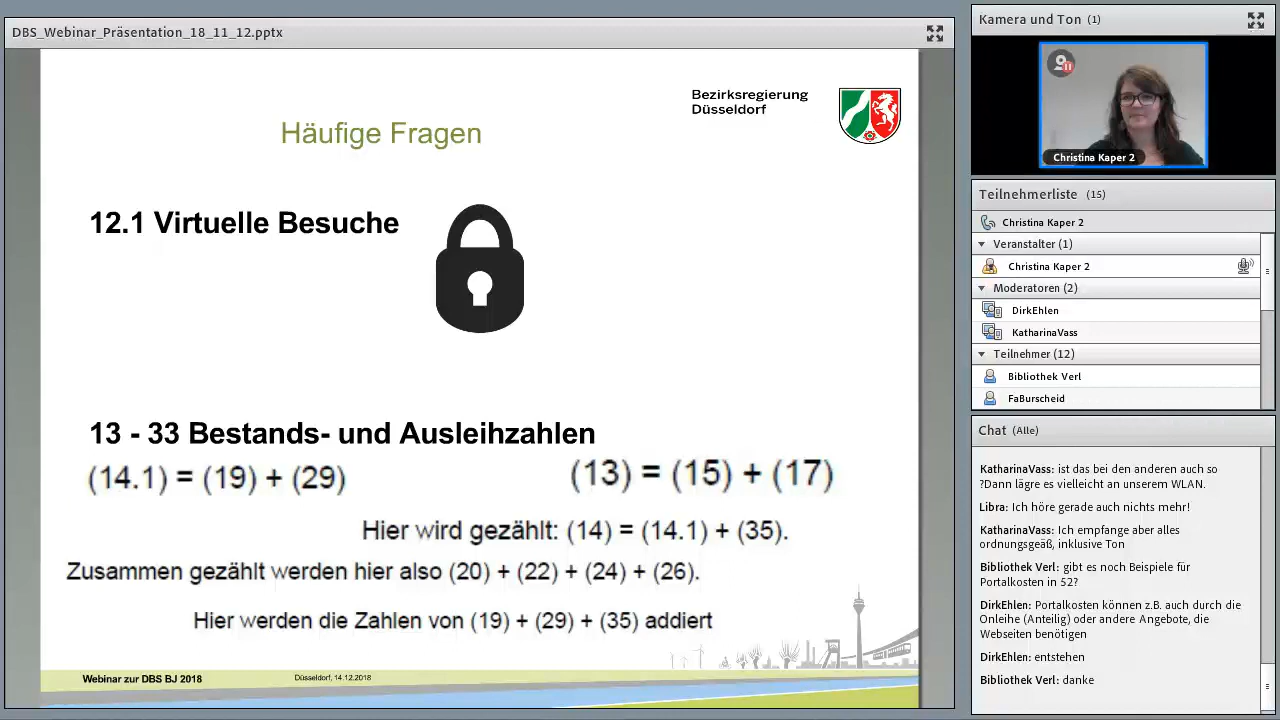 DBS_Webinar_Präsentation_18_11_12.pptx
Bezirksregierung
Düsseldorf
Häufige Fragen
12.1 Virtuelle Besuche
13 - 33 Bestands- und Ausleihzahlen
(14.1) = (19) + (29)
(13) = (15) + (17)
Hier wird gezählt: (14) = (14.1) + (35).
Zusammen gezählt werden hier also (20) + (22) + (24) + (26).
Hier werden die Zahlen von (19) + (29) + (35) addiert
Webinar zur DBS BJ 2018
Düsseldorf, 14.12.2018
Kamera und Ton (1)
Christina Kaper 2
Teilnehmerliste (15)
Christina Kaper 2
Veranstalter (1)
Christina Kaper 2
Moderatoren (2)
DirkEhlen
KatharinaVass
Teilnehmer (12)
Bibliothek Verl
FaBurscheid
Chat (Alle)
KatharinaVass: ist das bei den anderen auch so
?Dann lägre es vielleicht an unserem WLAN.
Libra: Ich höre gerade auch nichts mehr!
KatharinaVass: Ich empfänge aber alles
ordnungsgeäß, inklusive Ton
Bibliothek Verl: gibt es noch Beispiele für
Portalkosten in 52?
DirkEhlen: Portalkosten können z.B. auch durch die
Onleihe (Anteilig) oder andere Angebote, die
Webseiten benötigen
DirkEhlen: entstehen
Bibliothek Verl: danke